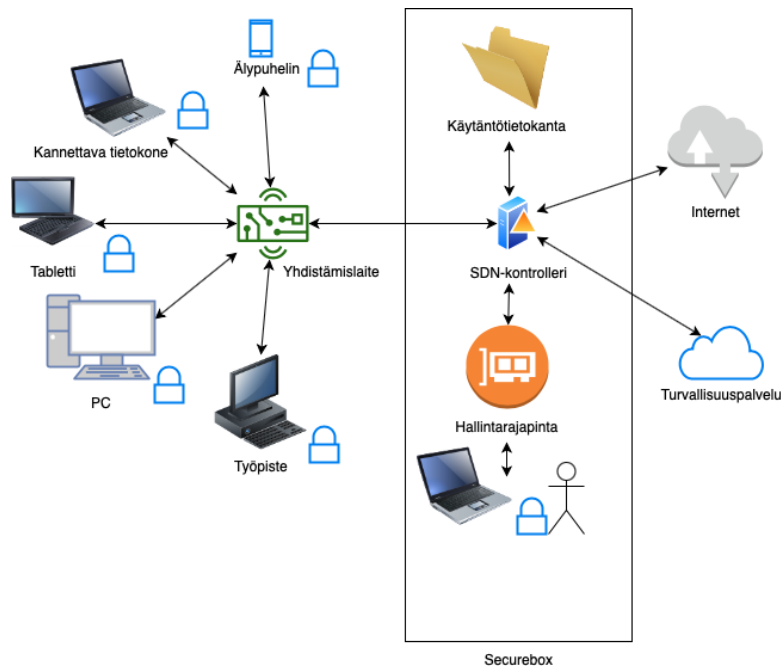 Älypuhelin
Kannettava tietokone
Tabletti
PC
Työpiste
Yhdistämislaite
Käytäntötietokanta
SDN-kontrolleri
Hallintarajapinta
Internet
Turvallisuuspalvelu
Securebox